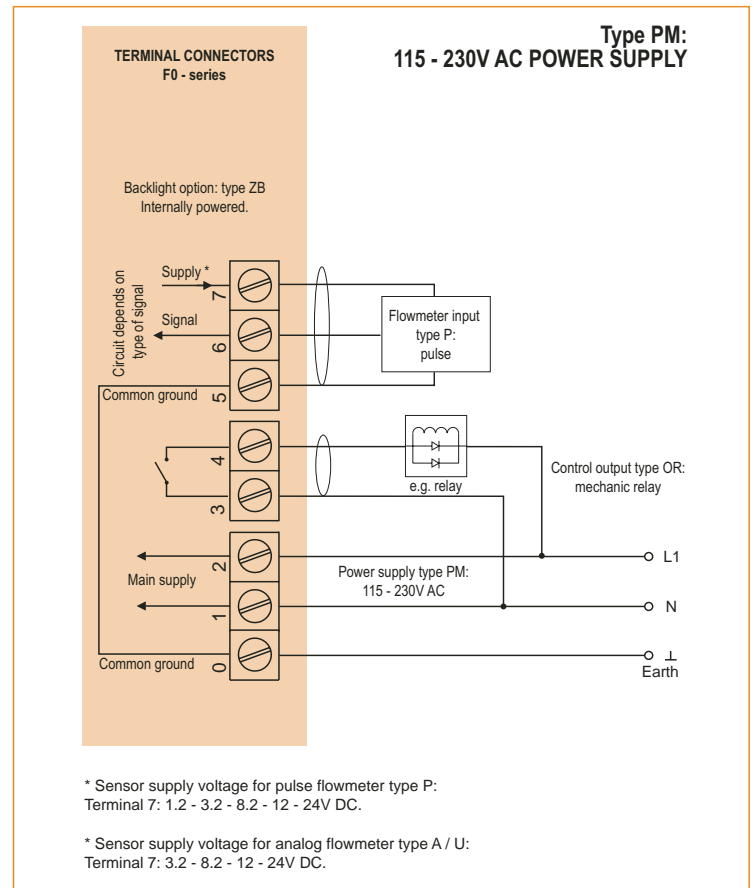 Type PM:
115 - 230V AC POWER SUPPLY
TERMINAL CONNECTORS
F0 - series
Backlight option: type ZB
Internally powered.
Circuit depends on
type of signal
Supply *
7
Signal
6
Common ground
5
Flowmeter input
type P:
pulse
4
3
e.g. relay
Control output type OR:
mechanic relay
2
Main supply
1
Power supply type PM:
115 - 230V AC
L1
N
Common ground
0
Earth
* Sensor supply voltage for pulse flowmeter type P:
Terminal 7: 1.2 - 3.2 - 8.2 - 12 - 24V DC.
* Sensor supply voltage for analog flowmeter type A / U:
Terminal 7: 3.2 - 8.2 - 12 - 24V DC.